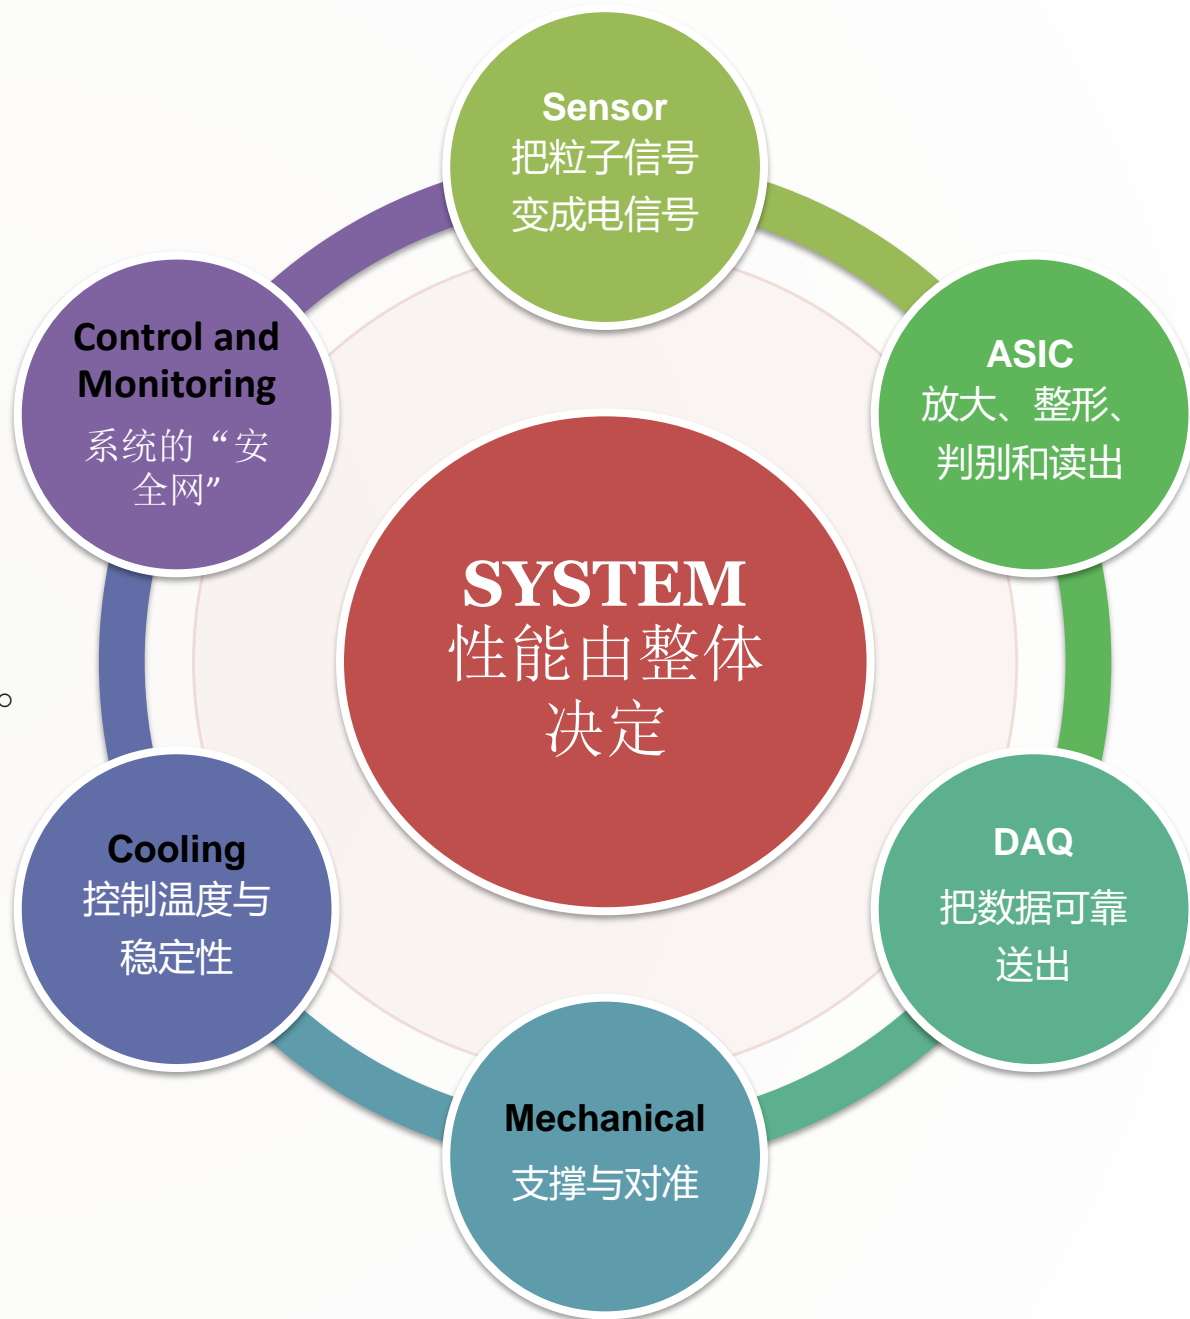 Sensor
把粒子信号
变成电信号
Control and
Monitoring
系统的“安
全网”
ASIC
放大、整形、
判别和读出
SYSTEM
性能由整体
决定
。
Cooling
控制温度与
稳定性
DAQ
把数据可靠
送出
Mechanical
支撑与对准